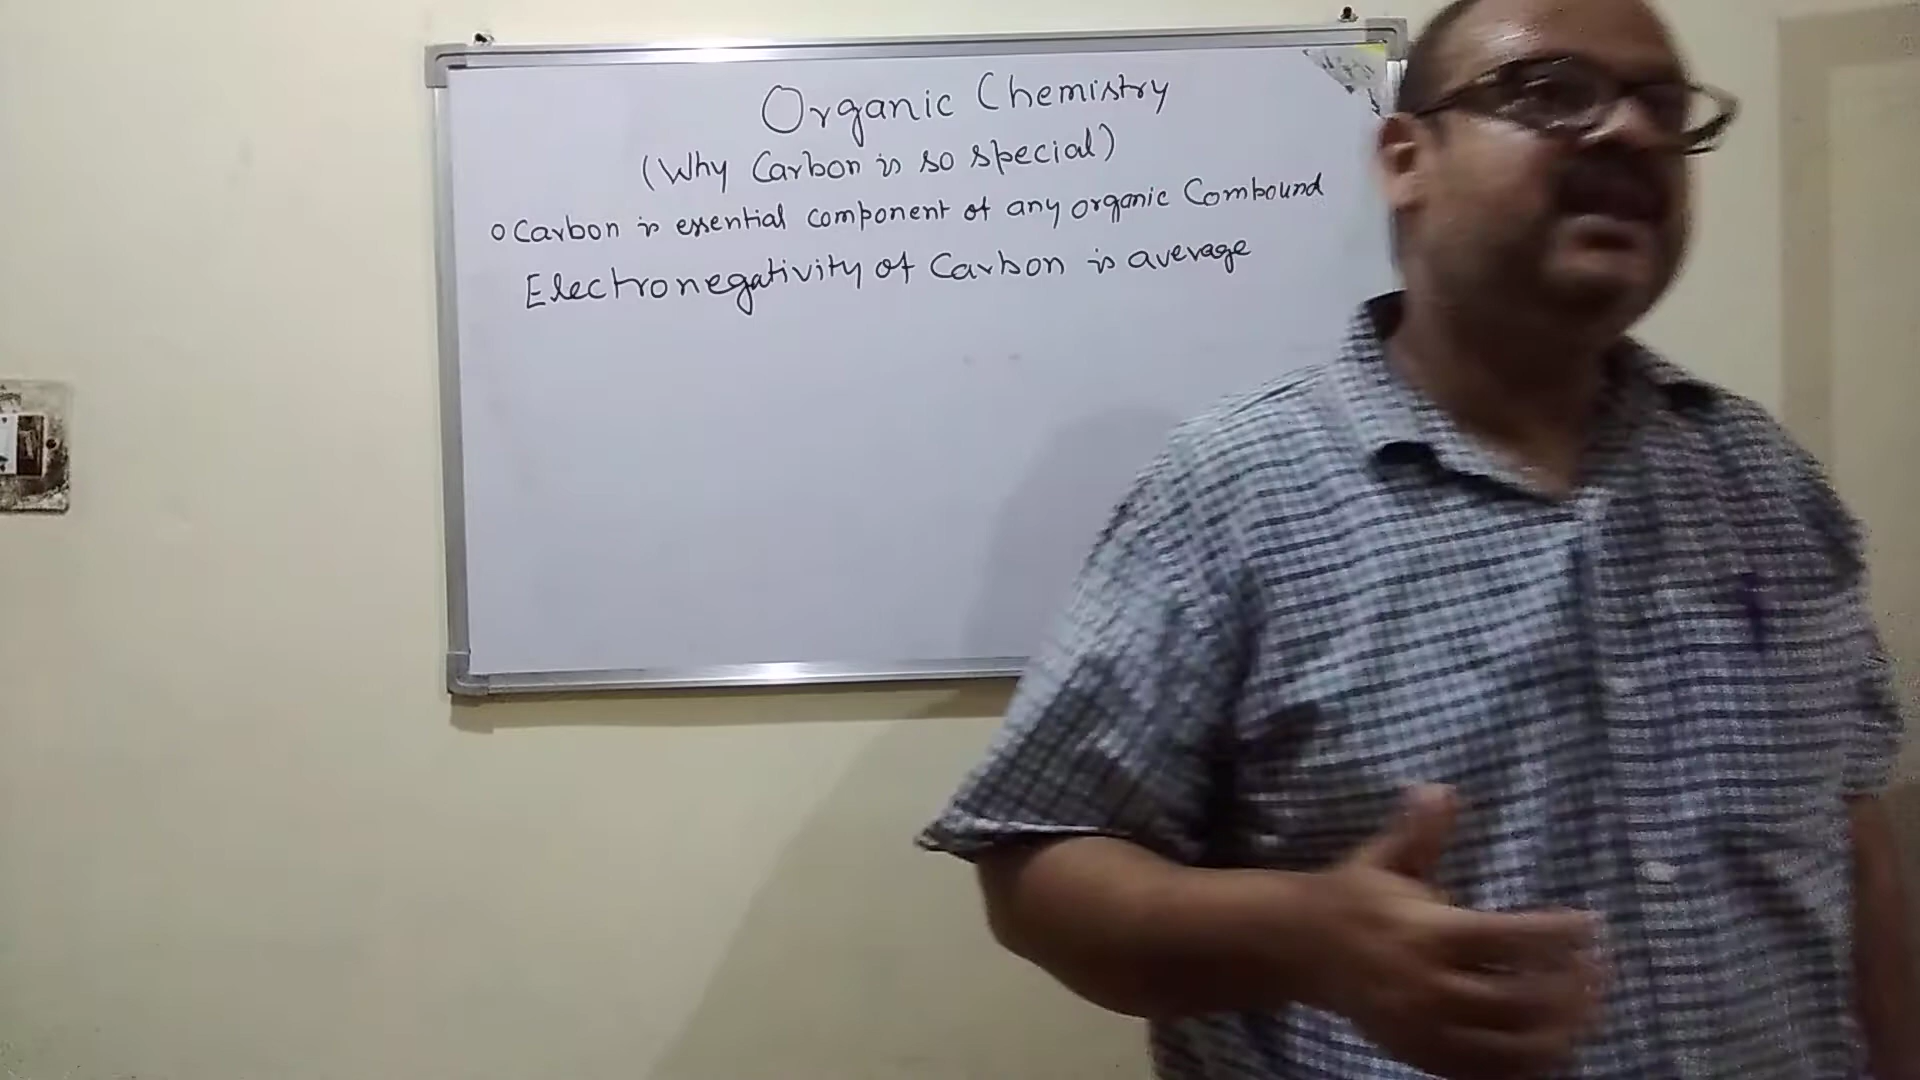 Organic Chemistry
(Why Carbon is so special)
o Carbon is essential component of any organic Compound
Electronegativity of Carbon is average